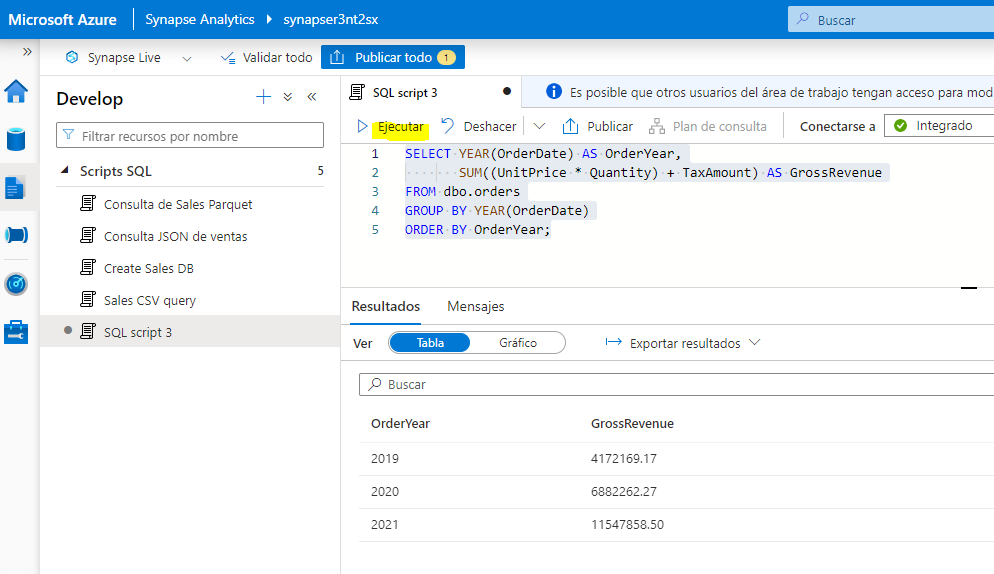 Microsoft Azure Synapse Analytics synapser3nt2sx Buscar
Synapse Live Validar todo Publicar todo 1
Develop
Filtrar recursos por nombre
Scripts SQL 5
Consulta de Sales Parquet
Consulta JSON de ventas
Create Sales DB
Sales CSV query
SQL script 3
SQL script 3 Es posible que otros usuarios del área de trabajo tengan acceso para mod
Ejecutar Deshacer Publicar Plan de consulta Conectarse a Integrado
1 SELECT YEAR(OrderDate) AS OrderYear,
2 SUM((UnitPrice * Quantity) + TaxAmount) AS GrossRevenue
3 FROM dbo.orders
4 GROUP BY YEAR(OrderDate)
5 ORDER BY OrderYear;
Resultados Mensajes
Ver Tabla Gráfico Exportar resultados
Buscar
OrderYear GrossRevenue
2019 4172169.17
2020 6882262.27
2021 11547858.50